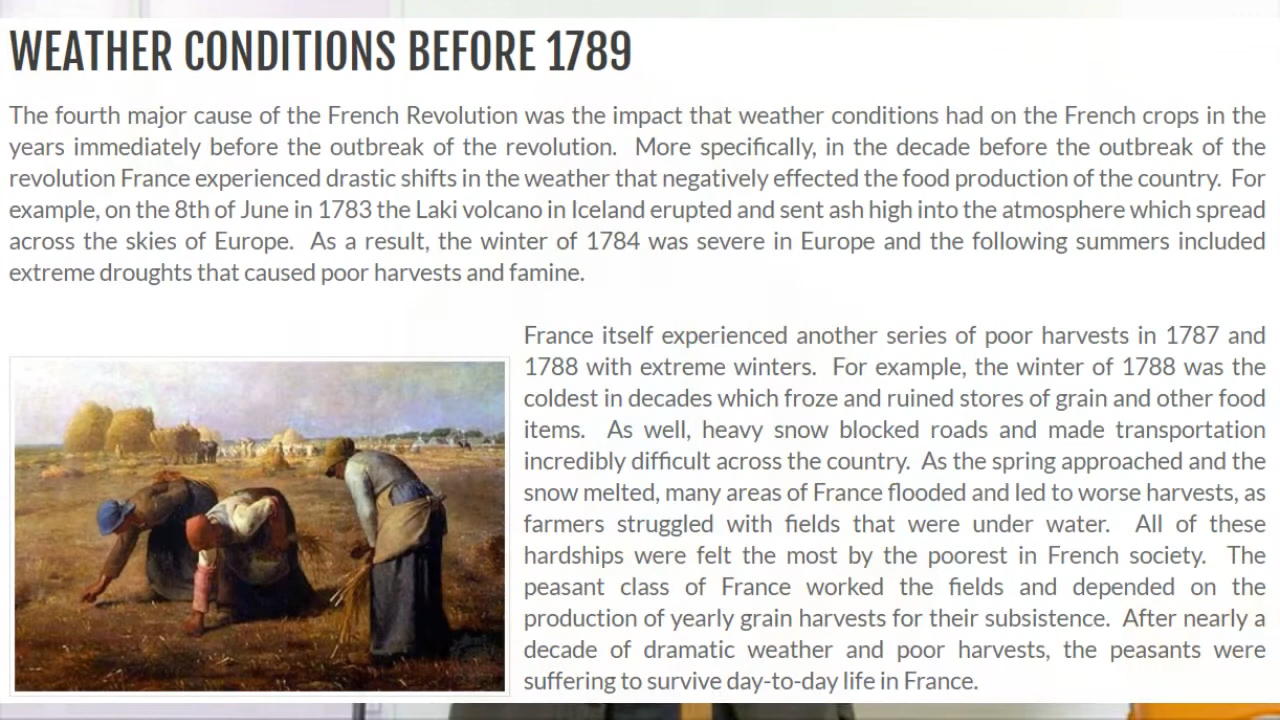 WEATHER CONDITIONS BEFORE 1789
The fourth major cause of the French Revolution was the impact that weather conditions had on the French crops in the
years immediately before the outbreak of the revolution. More specifically, in the decade before the outbreak of the
revolution France experienced drastic shifts in the weather that negatively effected the food production of the country. For
example, on the 8th of June in 1783 the Laki volcano in Iceland erupted and sent ash high into the atmosphere which spread
across the skies of Europe. As a result, the winter of 1784 was severe in Europe and the following summers included
extreme droughts that caused poor harvests and famine.
France itself experienced another series of poor harvests in 1787 and
1788 with extreme winters. For example, the winter of 1788 was the
coldest in decades which froze and ruined stores of grain and other food
items. As well, heavy snow blocked roads and made transportation
incredibly difficult across the country. As the spring approached and the
snow melted, many areas of France flooded and led to worse harvests, as
farmers struggled with fields that were under water. All of these
hardships were felt the most by the poorest in French society. The
peasant class of France worked the fields and depended on the
production of yearly grain harvests for their subsistence. After nearly a
decade of dramatic weather and poor harvests, the peasants were
suffering to survive day-to-day life in France.